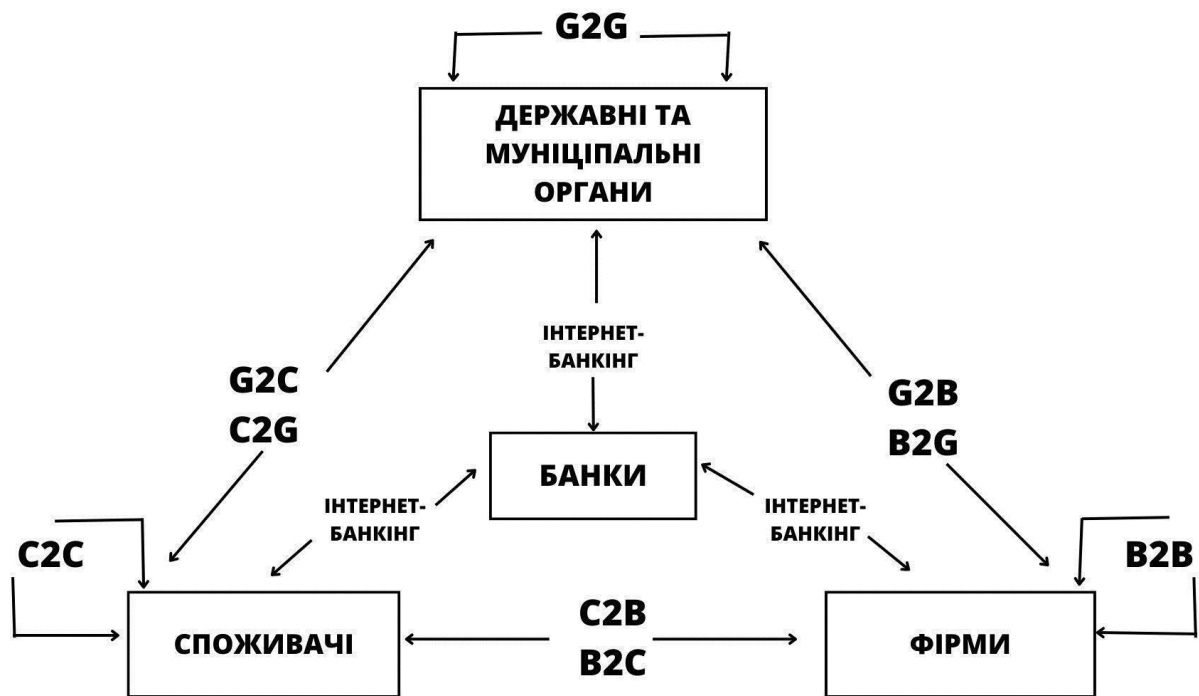 G2G
ДЕРЖАВНІ ТА
МУНІЦІПАЛЬНІ
ОРГАНИ
ІНТЕРНЕТ-
БАНКІНГ
G2C
C2G
G2B
B2G
БАНКИ
ІНТЕРНЕТ-
БАНКІНГ
ІНТЕРНЕТ-
БАНКІНГ
C2C
B2B
СПОЖИВАЧІ
C2B
B2C
ФІРМИ